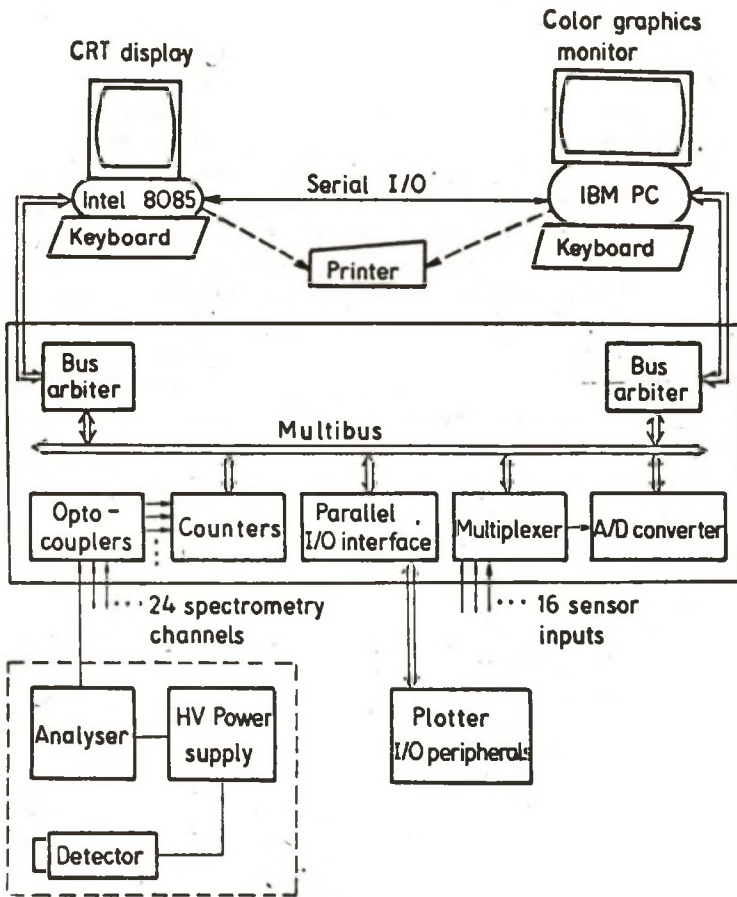 CRT display
Color graphics
monitor
Intel 8085
Serial I/O
IBM PC
Keyboard
Printer
Keyboard
Bus
arbiter
Bus
arbiter
Multibus
Opto-
couplers
Counters
Parallel
I/O interface
Multiplexer
A/D converter
··· 24 spectrometry
channels
··· 16 sensor
inputs
Analyser
HV Power
supply
Plotter
I/O peripherals
Detector